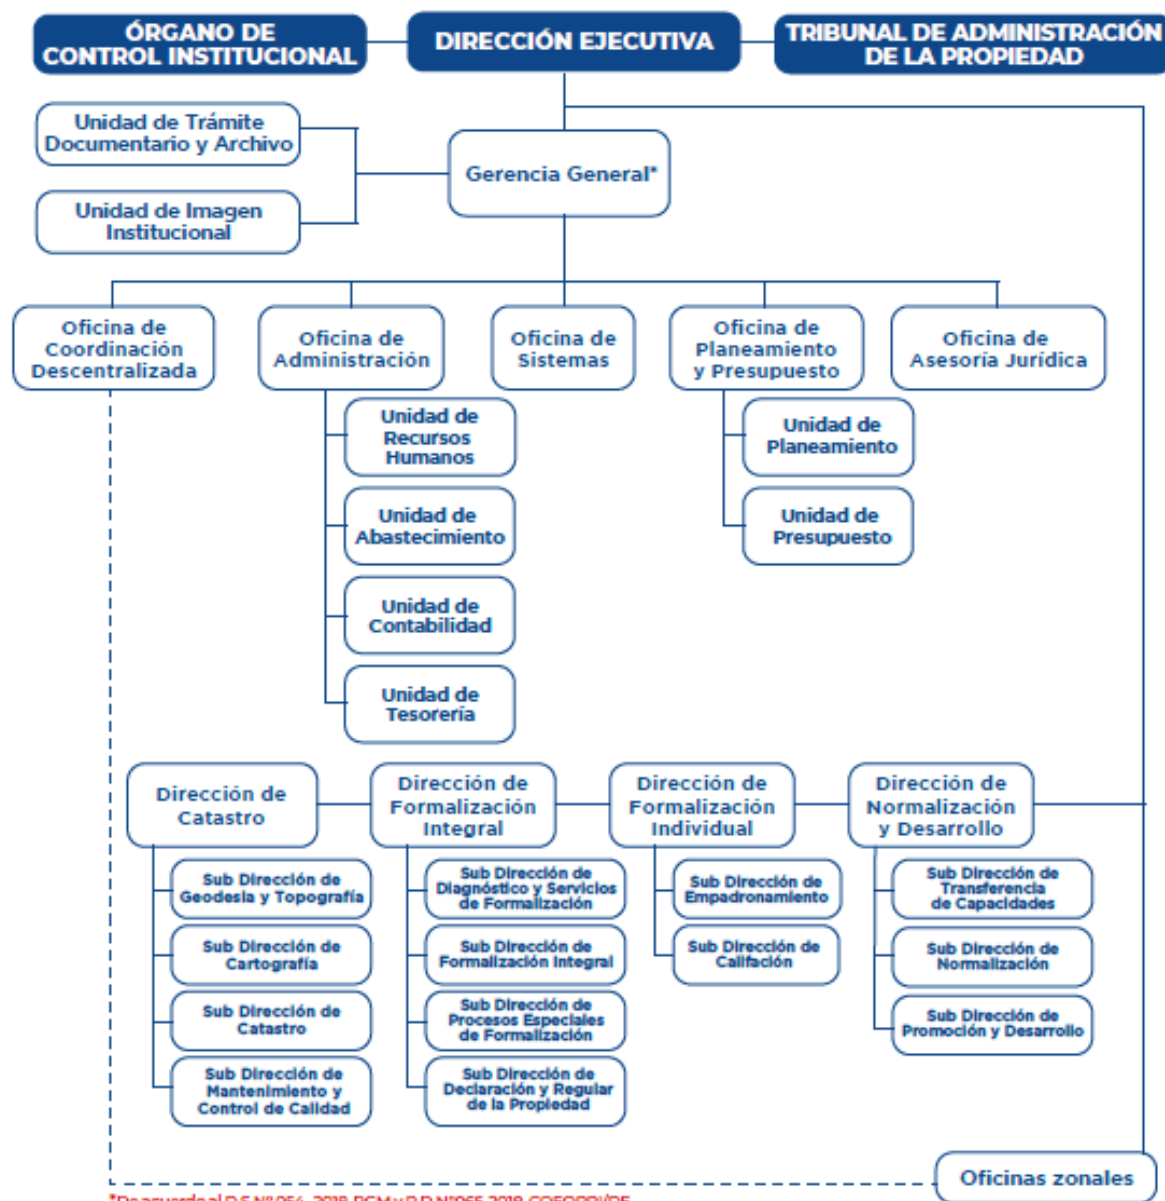 ÓRGANO DE
CONTROL INSTITUCIONAL
DIRECCIÓN EJECUTIVA
TRIBUNAL DE ADMINISTRACIÓN
DE LA PROPIEDAD
Unidad de Trámite
Documentario y Archivo
Gerencia General*
Unidad de Imagen
Institucional
Oficina de
Coordinación
Descentralizada
Oficina de
Administración
Oficina de
Sistemas
Oficina de
Planeamiento
y Presupuesto
Oficina de
Asesoría Jurídica
Unidad de
Recursos
Humanos
Unidad de
Abastecimiento
Unidad de
Contabilidad
Unidad de
Tesorería
Unidad de
Planeamiento
Unidad de
Presupuesto
Dirección de
Catastro
Dirección de
Formalización
Integral
Dirección de
Formalización
Individual
Dirección de
Normalización
y Desarrollo
Sub Dirección de
Geodesia y Topografía
Sub Dirección de
Cartografía
Sub Dirección de
Catastro
Sub Dirección de
Mantenimiento y
Control de Calidad
Sub Dirección de
Diagnóstico y Servicios
de Formalización
Sub Dirección de
Formalización Integral
Sub Dirección de
Procesos Especiales
de Formalización
Sub Dirección de
Declaración y Regular
de la Propiedad
Sub Dirección de
Empadronamiento
Sub Dirección de
Califación
Sub Dirección de
Transferencia
de Capacidades
Sub Dirección de
Normalización
Sub Dirección de
Promoción y Desarrollo
Oficinas zonales